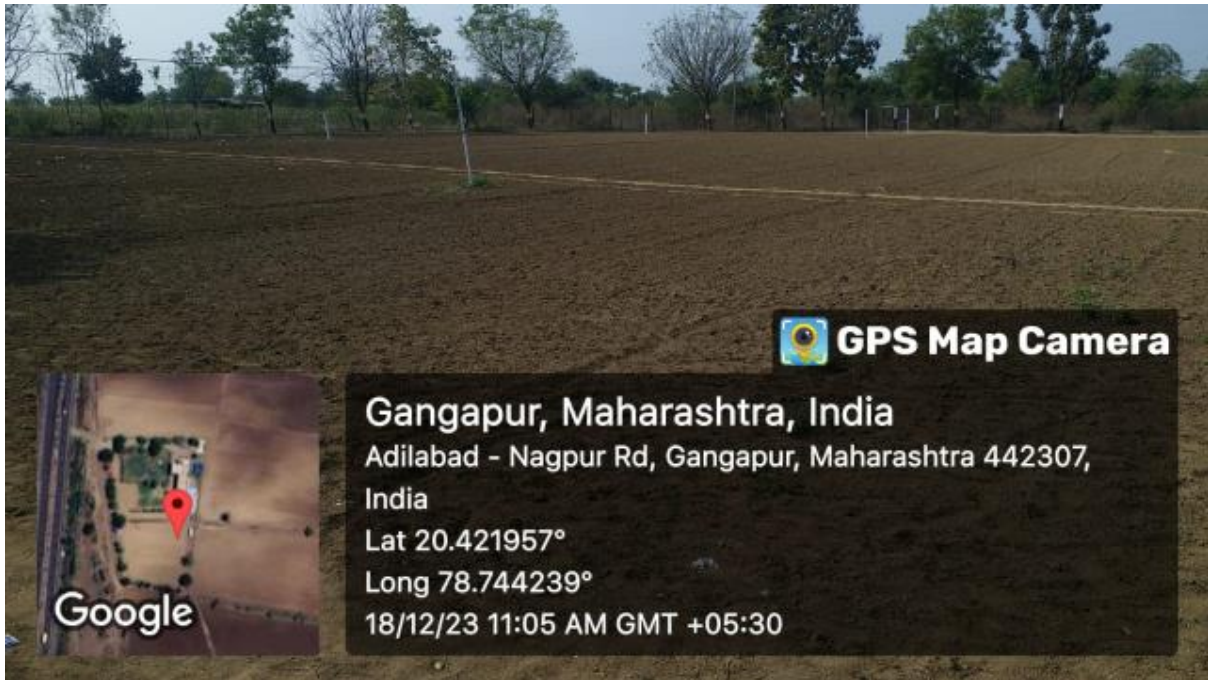 GPS Map Camera
Gangapur, Maharashtra, India
Adilabad - Nagpur Rd, Gangapur, Maharashtra 442307,
India
Lat 20.421957°
Long 78.744239°
18/12/23 11:05 AM GMT +05:30
Google